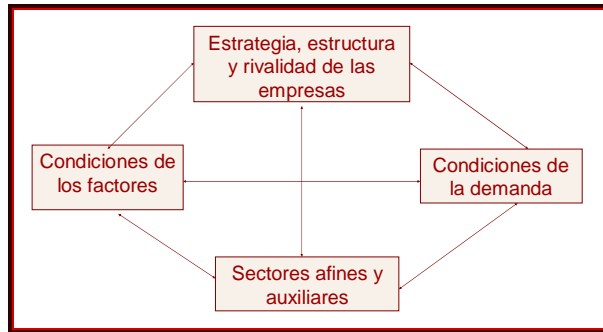 Estrategia, estructura
y rivalidad de las
empresas
Condiciones de
los factores
Condiciones de
la demanda
Sectores afines y
auxiliares